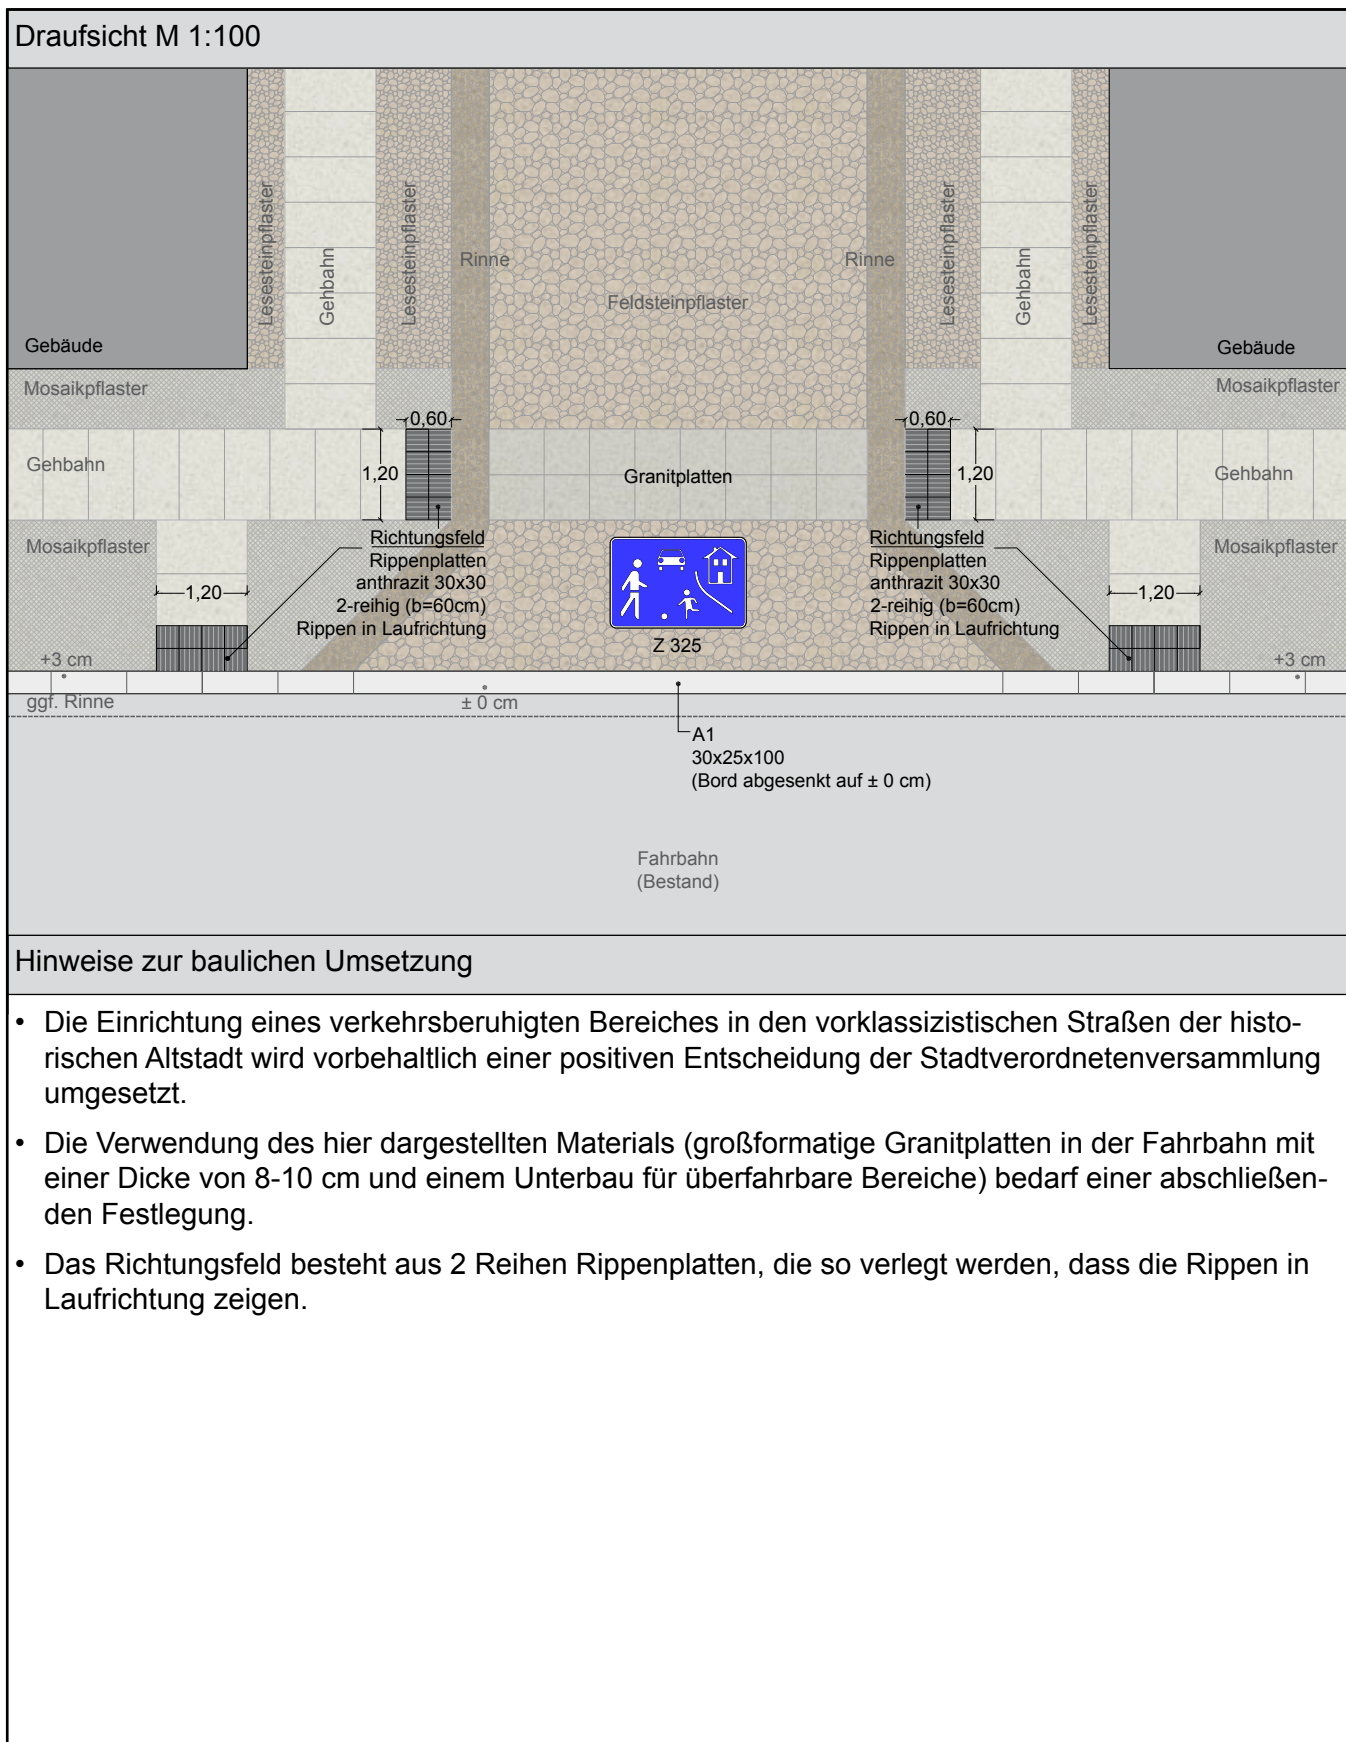 Draufsicht M 1:100
Lesesteinpflaster
Gehbahn
Lesesteinpflaster
Rinne
Feldsteinpflaster
Rinne
Lesesteinpflaster
Gehbahn
Lesesteinpflaster
Gebäude
Gebäude
Mosaikpflaster
Mosaikpflaster
0,60
0,60
Gehbahn
1,20
Granitplatten
1,20
Gehbahn
Mosaikpflaster
Richtungsfeld
Rippenplatten
anthrazit 30x30
2-reihig (b=60cm)
Rippen in Laufrichtung
Richtungsfeld
Rippenplatten
anthrazit 30x30
2-reihig (b=60cm)
Rippen in Laufrichtung
Mosaikpflaster
1,20
1,20
Z 325
+3 cm
+3 cm
ggf. Rinne
± 0 cm
A1
30x25x100
(Bord abgesenkt auf ± 0 cm)
Fahrbahn
(Bestand)
Hinweise zur baulichen Umsetzung
• Die Einrichtung eines verkehrsberuhigten Bereiches in den vorklassizistischen Straßen der histo-
rischen Altstadt wird vorbehaltlich einer positiven Entscheidung der Stadtverordnetenversammlung
umgesetzt.
• Die Verwendung des hier dargestellten Materials (großformatige Granitplatten in der Fahrbahn mit
einer Dicke von 8-10 cm und einem Unterbau für überfahrbare Bereiche) bedarf einer abschließen-
den Festlegung.
• Das Richtungsfeld besteht aus 2 Reihen Rippenplatten, die so verlegt werden, dass die Rippen in
Laufrichtung zeigen.